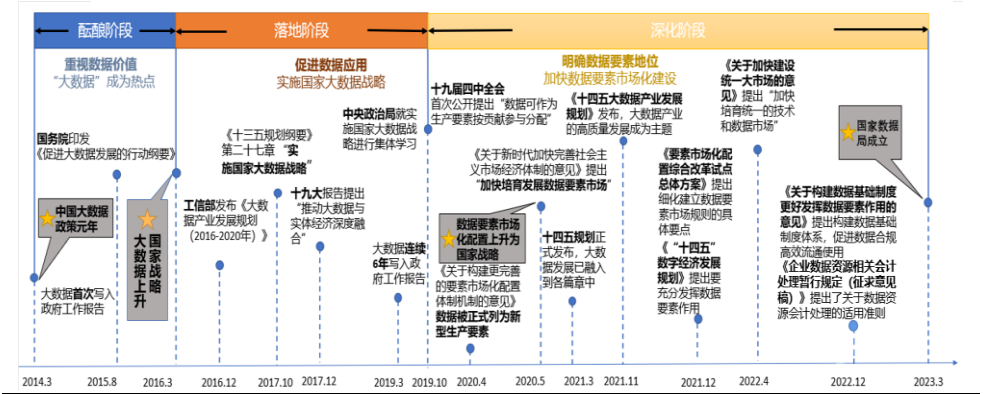 酝酿阶段
落地阶段
深化阶段
重视数据价值
“大数据”成为热点
促进数据应用
实施国家大数据战略
明确数据要素地位
加快数据要素市场化建设
国务院印发
《促进大数据发展的行动纲要》
中国大数据
政策元年
大数据首次写入
政府工作报告
国家战略
大数据上升
工信部发布《大数
据产业发展规划
（2016-2020年）》
《十三五规划纲要》
第二十七章“实
施国家大数据战略”
十九大报告提出
“推动大数据与
实体经济深度融
合”
中央政治局就实
施国家大数据战
略进行集体学习
大数据连续
6年写入政
府工作报告
十九届四中全会
首次公开提出“数据可作为
生产要素按贡献参与分配”
《关于新时代加快完善社会主
义市场经济体制的意见》提出
“加快培育发展数据要素市场”
数据要素市场
化配置上升为
国家战略
《关于构建更完善
的要素市场化配置
体制机制的意见》
数据被正式列为新
型生产要素
《十四五大数据产业发展
规划》发布，大数据产业
的高质量发展成为主题
十四五规划正
式发布，大数
据发展已融入
到各篇章中
《要素市场化配
置综合改革试点
总体方案》提出
细化建立数据要
素市场规则的具
体要点
《“十四五”
数字经济发展
规划》提出要
充分发挥数据
要素作用
《关于加快建设
统一大市场的意
见》提出“加快
培育统一的技术
和数据市场”
国家数据
局成立
《关于构建数据基础制度
更好发挥数据要素作用的
意见》提出构建数据基础
制度体系，促进数据合规
高效流通使用
《企业数据资源相关会计
处理暂行规定（征求意见
稿）》提出了关于数据资
源会计处理的适用准则
2014.3
2015.8
2016.3
2016.12
2017.10
2017.12
2019.3
2019.10
2020.4
2020.5
2021.3
2021.11
2021.12
2022.4
2022.12
2023.3